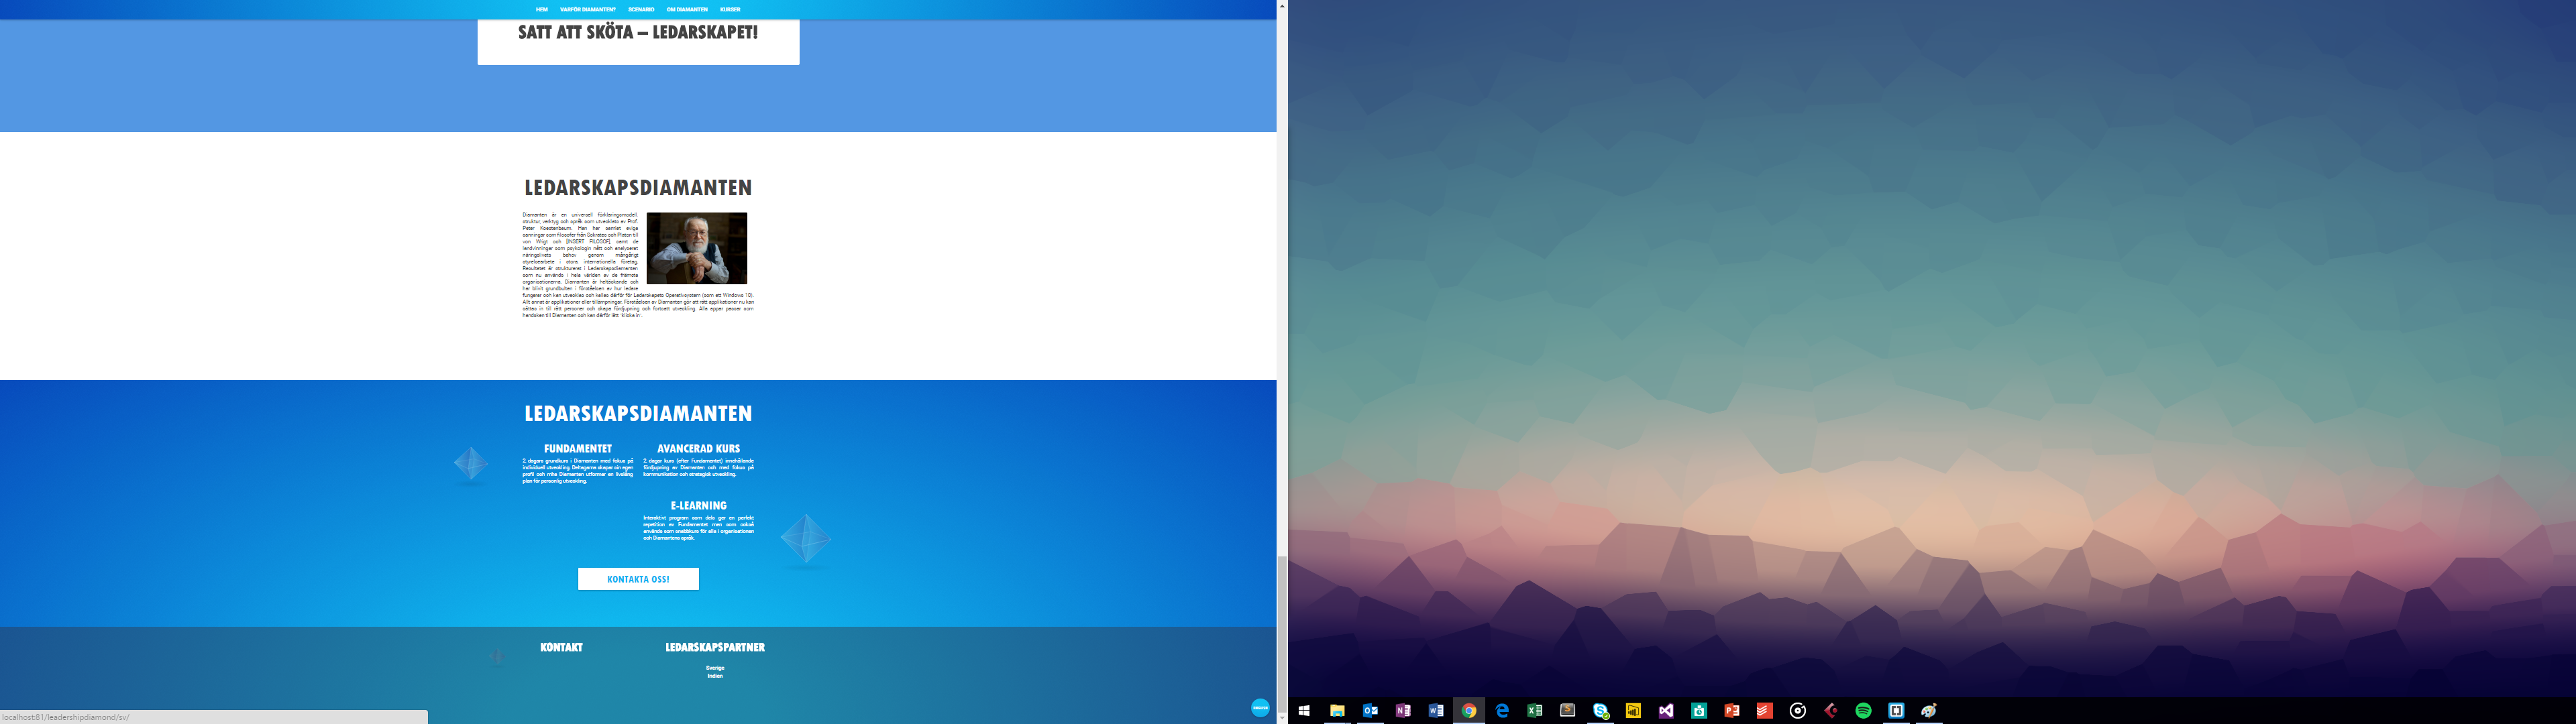 HEM VARFÖR DIAMANTEN? SCENARIO OM DIAMANTEN KURSER
SATT ATT SKÖTA – LEDARSKAPET!
LEDARSKAPSDIAMANTEN
Diamanten är en universell förklaringsmodell,
struktur, verktyg och språk som utvecklats av Prof.
Peter Koestenbaum. Han har samlat eviga
sanningar som filosofer från Sokrates och Platon till
von Wrigt och [INSERT FILOSOF], samt de
landvinningar som psykologin nått och analyserat
näringslivets behov genom mångårigt
styrelsearbete i stora internationella företag.
Resultatet är strukturerat i Ledarskapsdiamanten
som nu används i hela världen av de främsta
organisationerna. Diamanten är heltäckande och
har blivit grundbulten i förståelsen av hur ledare
fungerar och kan utvecklas och kallas därför för Ledarskapets Operativsystem (som ett Windows 10).
Allt annat är applikationer eller tillämpningar. Förståelsen av Diamanten gör att rätt applikationer nu kan
sättas in till rätt personer och skapa fördjupning och fortsatt utveckling. Alla appar passar som
handsken till Diamanten och kan därför lätt "klicka in".
LEDARSKAPSDIAMANTEN
FUNDAMENTET
2 dagars grundkurs i Diamanten med fokus på
individuell utveckling. Deltagarna skapar en egen
profil och mha Diamanten utformar en livslång
plan för personlig utveckling.
AVANCERAD KURS
2 dagar kurs (efter Fundamentet) innehållande
fördjupning av Diamanten och med fokus på
kommunikation och strategisk utveckling.
E-LEARNING
Interaktivt program som dels ger en perfekt
repetition av Fundamentet men som också
används som snabbkurs för alla i organisationen
och Diamantens språk.
KONTAKTA OSS!
KONTAKT
LEDARSKAPSPARTNER
Sverige
Indien
localhost:81/leadershipdiamond/sv/